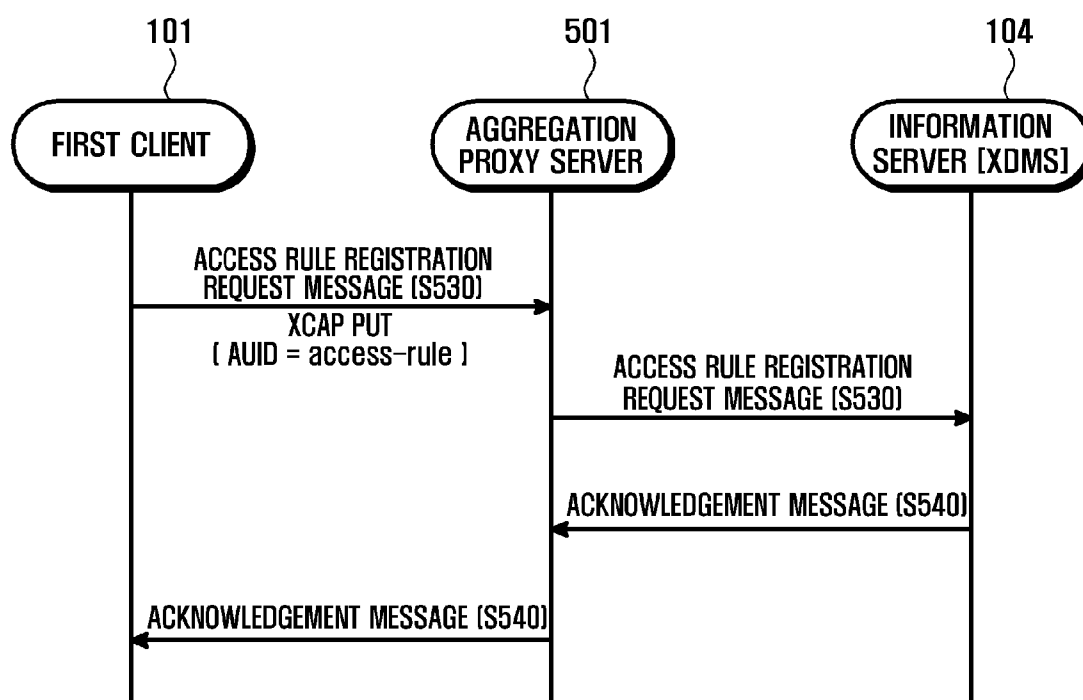 101
501
104
FIRST CLIENT
AGGREGATION
PROXY SERVER
INFORMATION
SERVER [XDMS]
ACCESS RULE REGISTRATION
REQUEST MESSAGE (S530)
XCAP PUT
( AUID = access-rule )
ACCESS RULE REGISTRATION
REQUEST MESSAGE (S530)
ACKNOWLEDGEMENT MESSAGE (S540)
ACKNOWLEDGEMENT MESSAGE (S540)